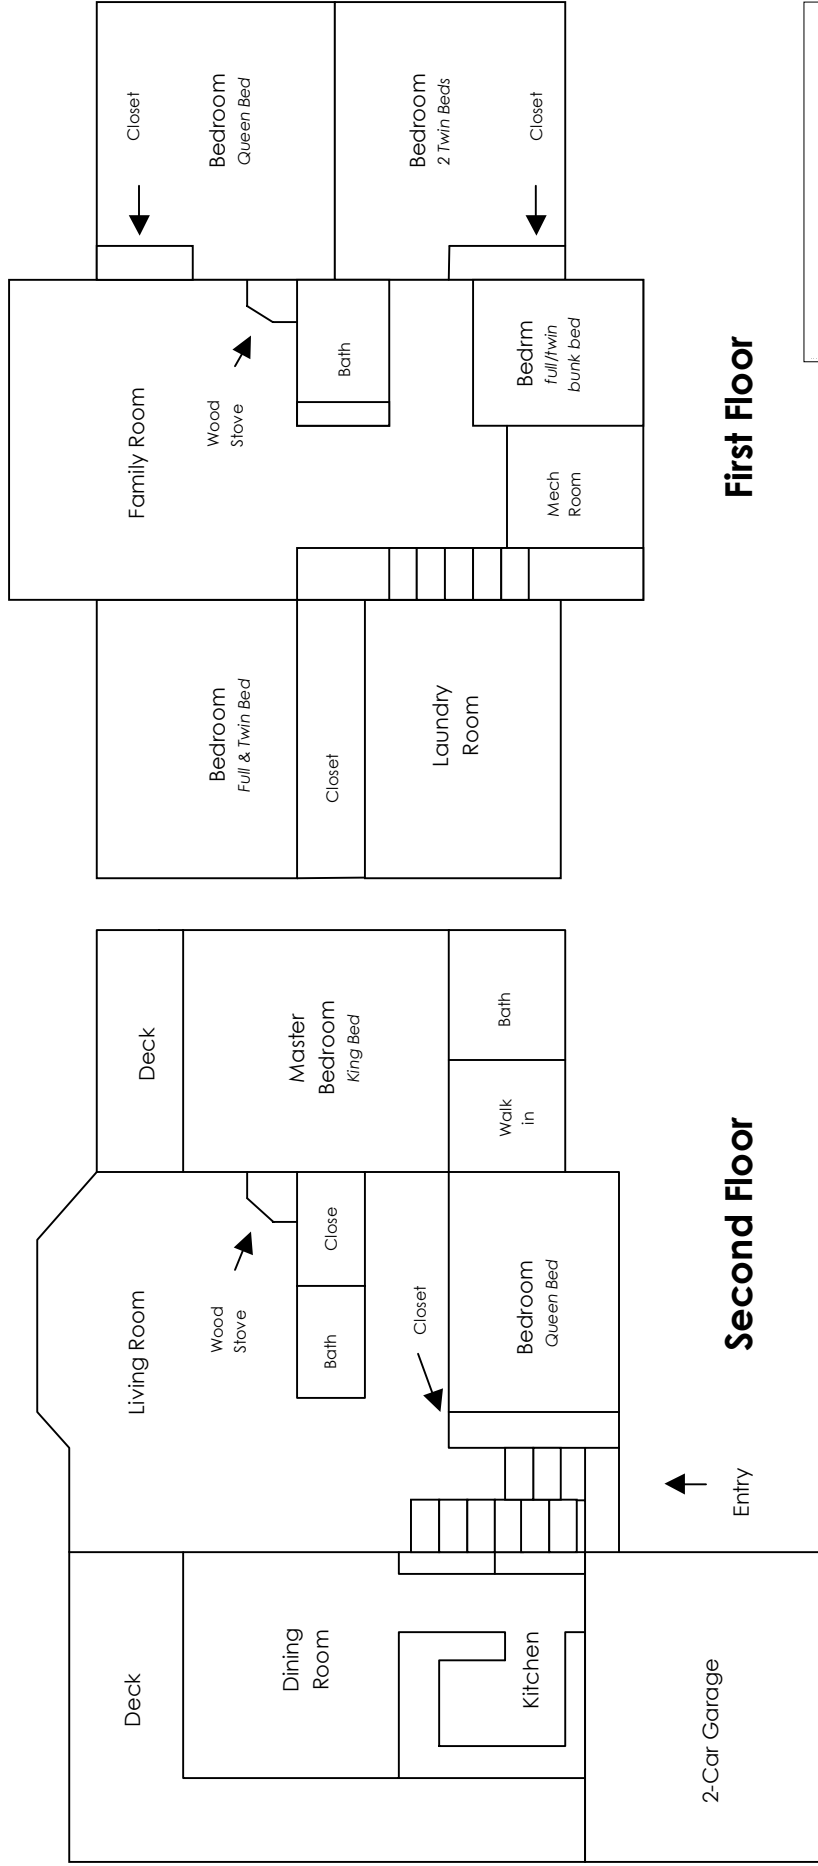 Deck
Living Room
Deck
Wood
Stove
Dining
Room
Bath
Close
Master
Bedroom
King Bed
Closet
Kitchen
Bedroom
Queen Bed
Walk
in
Bath
2-Car Garage
Entry
Second Floor
Family Room
Closet
Bedroom
Full & Twin Bed
Wood
Stove
Bedroom
Queen Bed
Closet
Bath
Laundry
Room
Bedroom
2 Twin Beds
Mech
Room
Bedrm
full/twin
bunk bed
Closet
First Floor